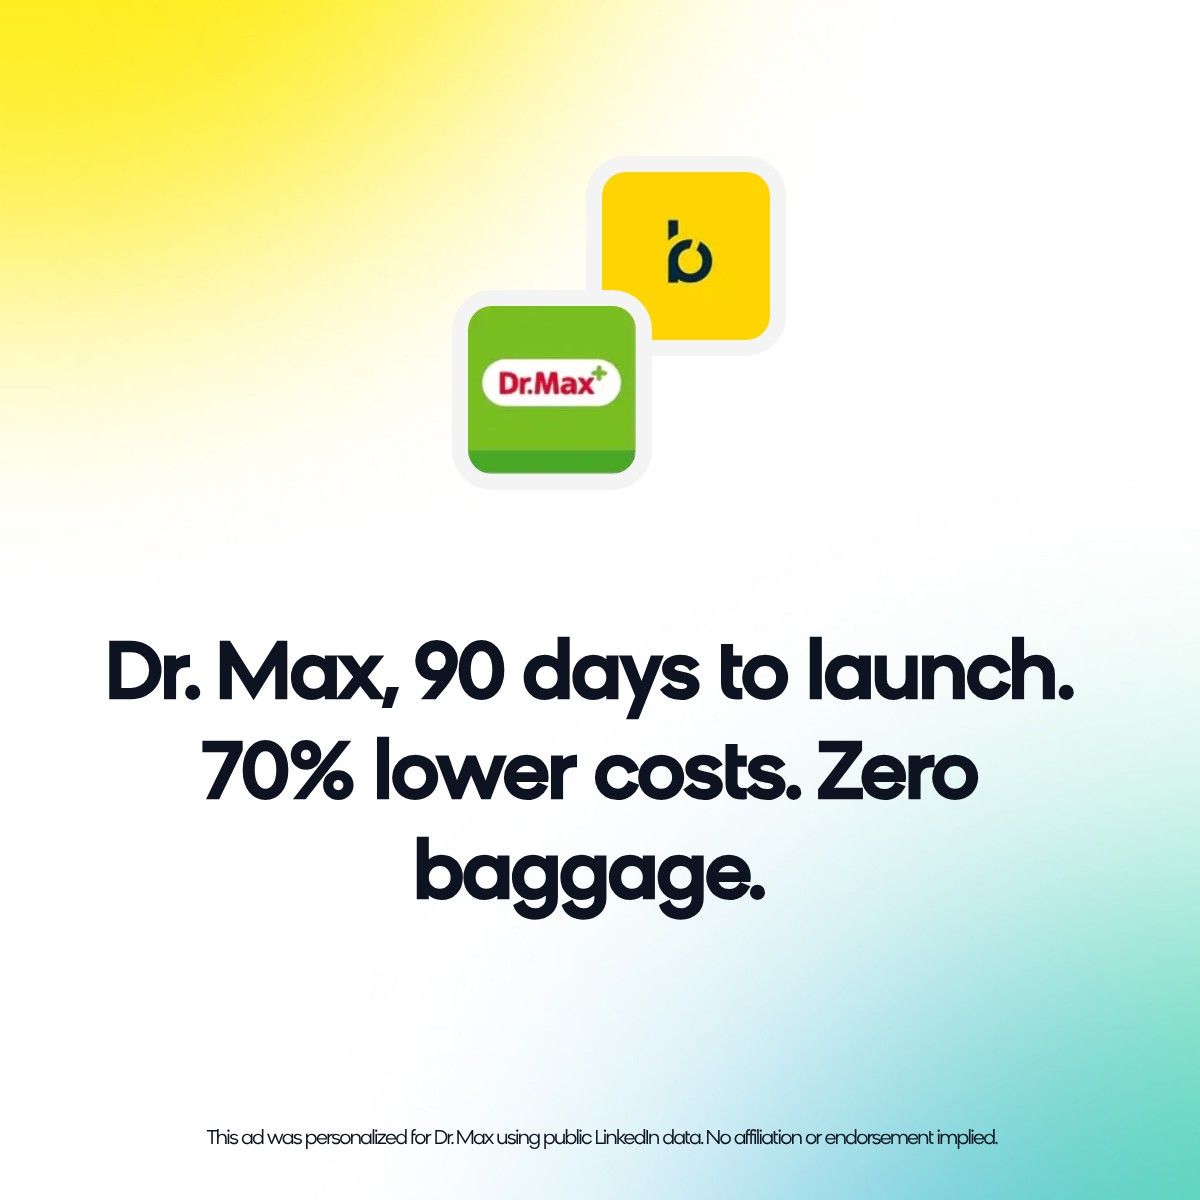 b
Dr.Max+
Dr. Max, 90 days to launch.
70% lower costs. Zero
baggage.
This ad was personalized for Dr. Max using public LinkedIn data. No affiliation or endorsement implied.